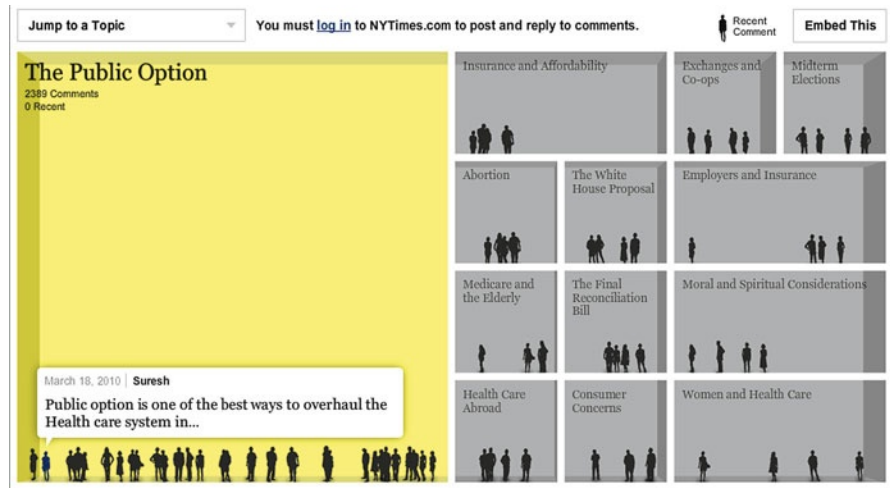 Jump to a Topic
You must log in to NYTimes.com to post and reply to comments.
Recent
Comment
Embed This
The Public Option
2389 Comments
0 Recent
Insurance and Affordability
Exchanges and
Co-ops
Midterm
Elections
Abortion
The White
House Proposal
Employers and Insurance
Medicare and
the Elderly
The Final
Reconciliation
Bill
Moral and Spiritual Considerations
March 18, 2010 | Suresh
Public option is one of the best ways to overhaul the
Health care system in...
Health Care
Abroad
Consumer
Concerns
Women and Health Care